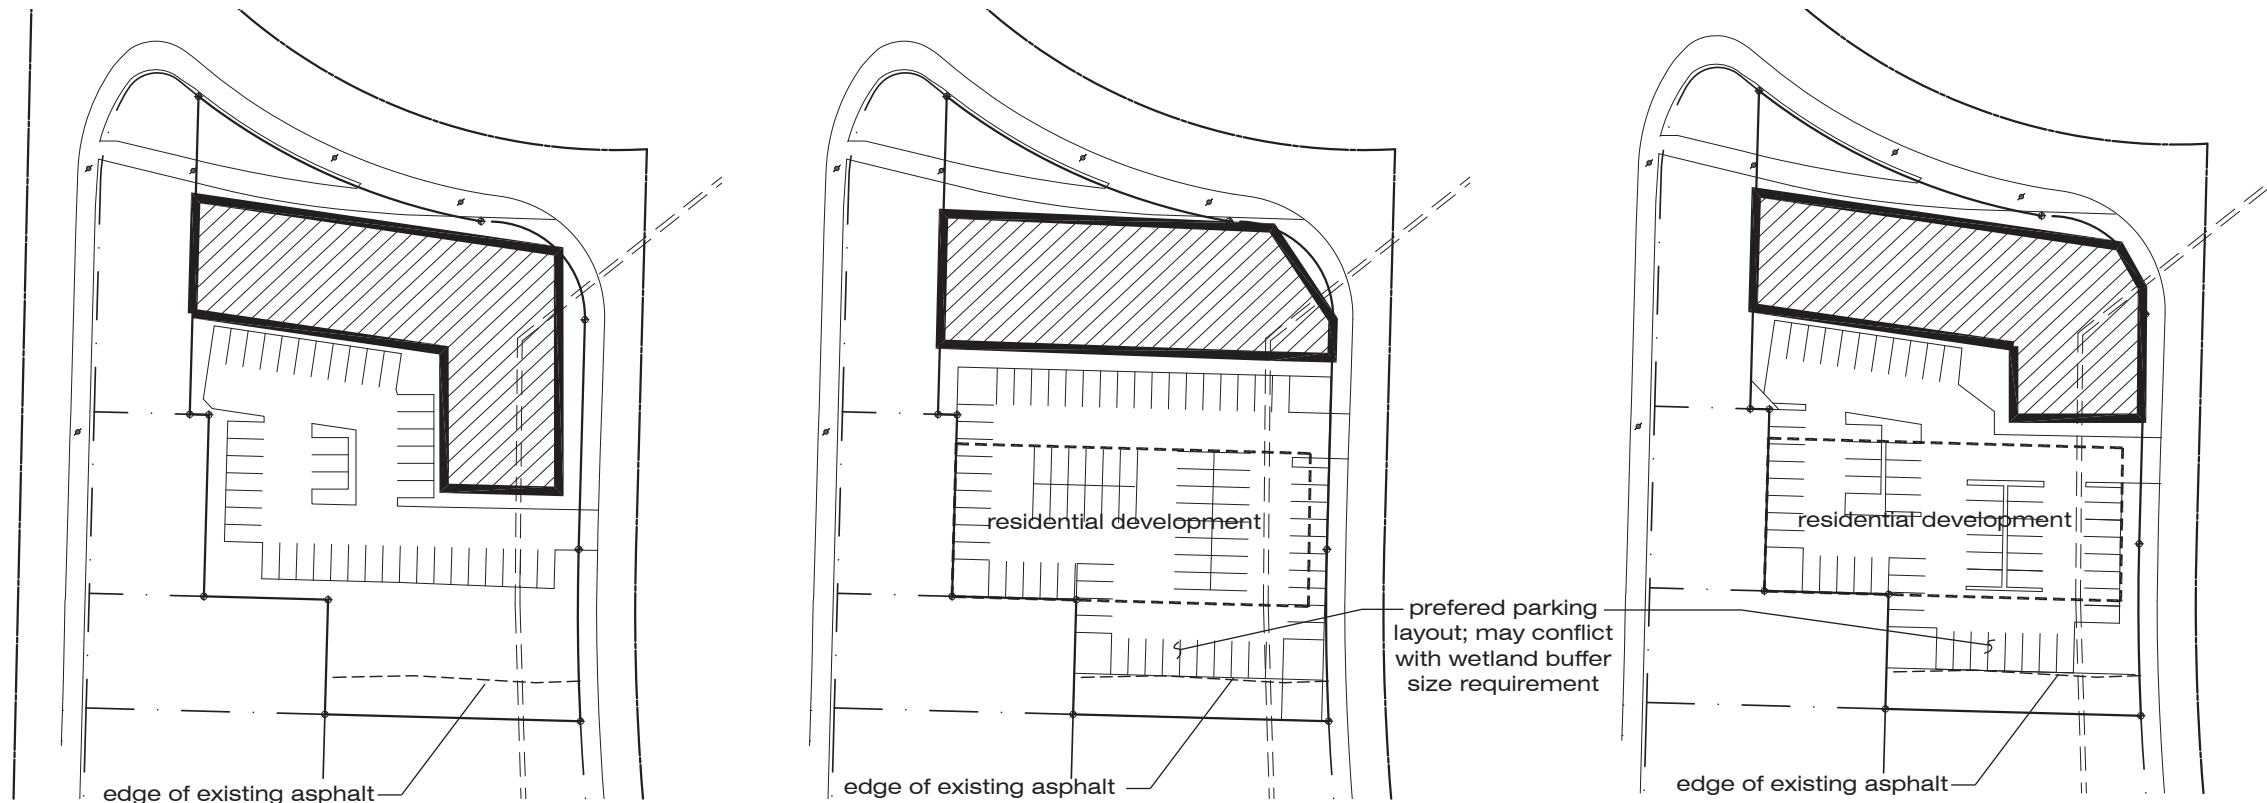 residential development
residential development
prefered parking
layout; may conflict
with wetland buffer
size requirement
edge of existing asphalt
edge of existing asphalt
edge of existing asphalt